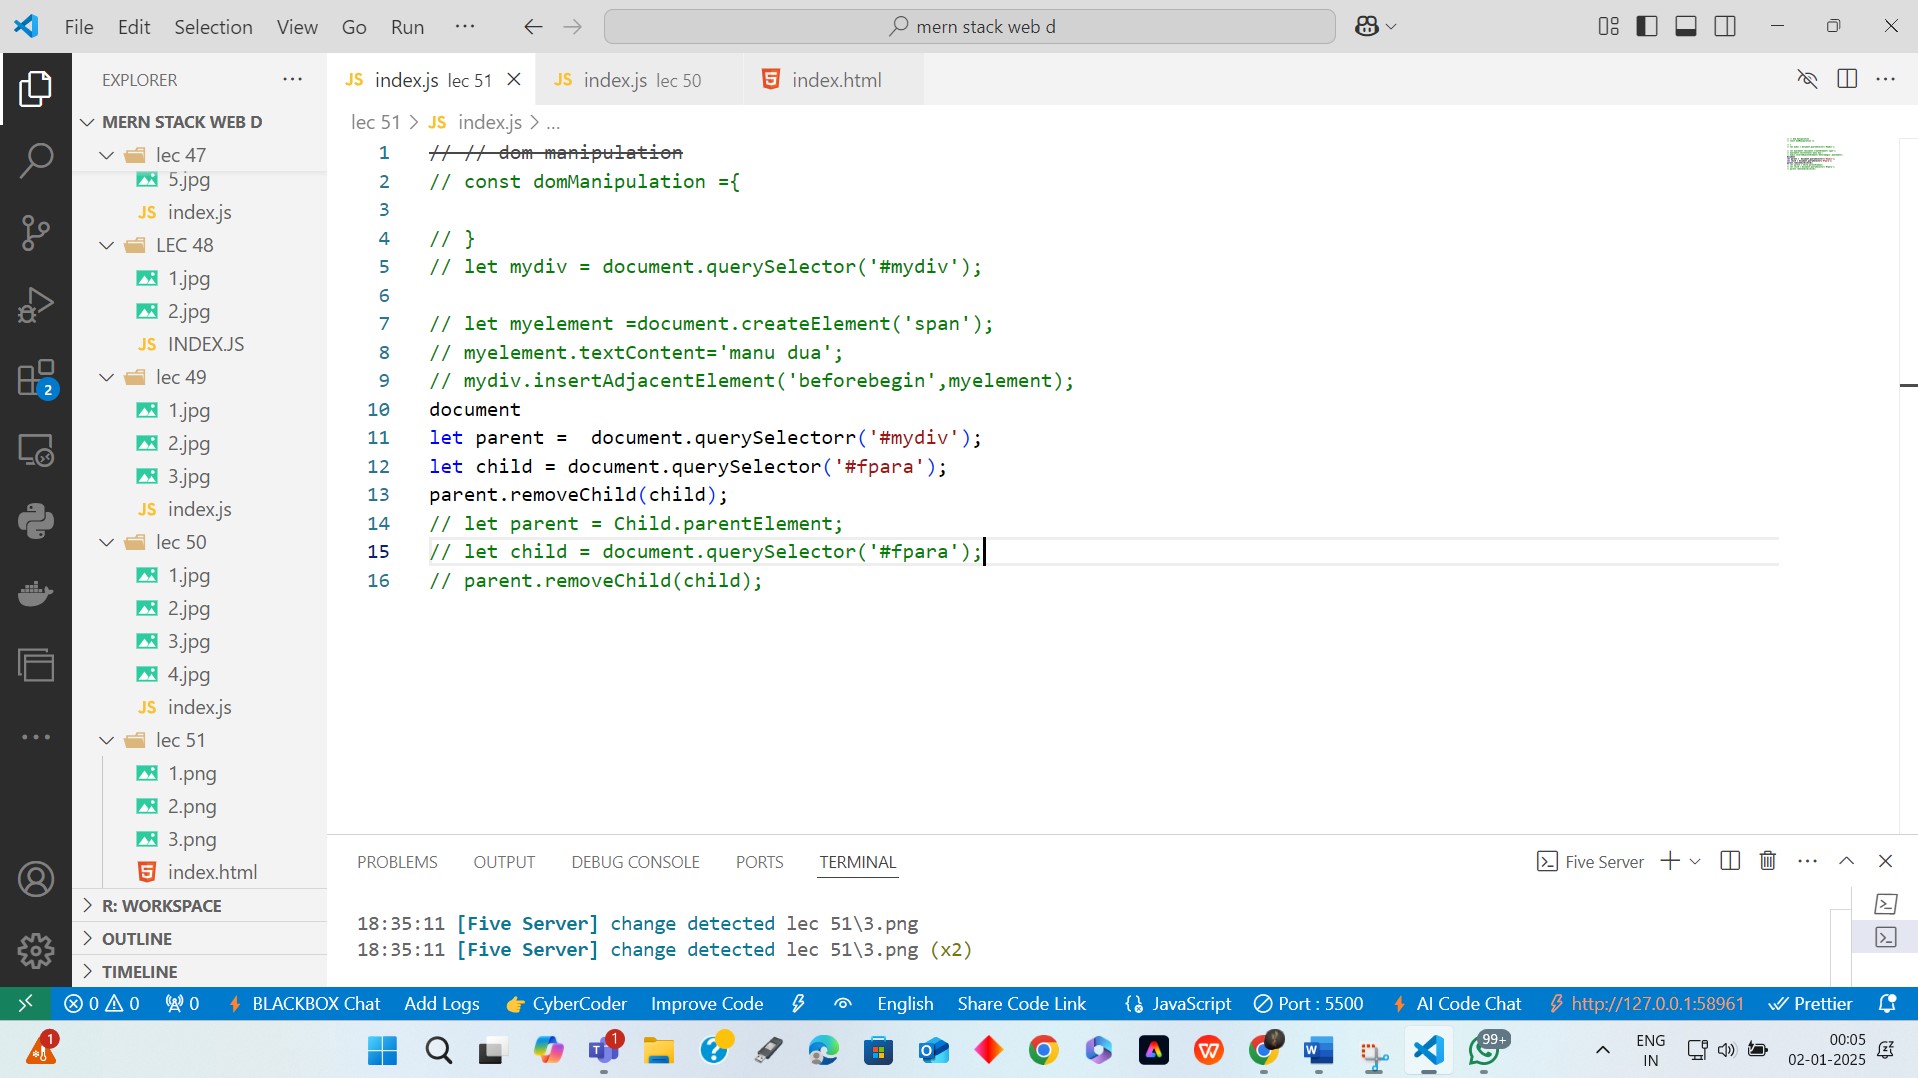 File Edit Selection View Go Run ... mern stack web d
EXPLORER ...
MERN STACK WEB D
lec 47
5.jpg
JS index.js
LEC 48
1.jpg
2.jpg
JS INDEX.JS
lec 49
1.jpg
2.jpg
3.jpg
JS index.js
lec 50
1.jpg
2.jpg
3.jpg
4.jpg
JS index.js
lec 51
1.png
2.png
3.png
index.html
R: WORKSPACE
OUTLINE
TIMELINE
2
JS index.js lec 51 JS index.js lec 50 index.html
lec 51 > JS index.js > ...
1 // // dom manipulation
2 // const domManipulation ={
3
4 // }
5 // let mydiv = document.querySelector('#mydiv');
6
7 // let myelement =document.createElement('span');
8 // myelement.textContent='manu dua';
9 // mydiv.insertAdjacentElement('beforebegin',myelement);
10 document
11 let parent =  document.querySelectorr('#mydiv');
12 let child = document.querySelector('#fpara');
13 parent.removeChild(child);
14 // let parent = Child.parentElement;
15 // let child = document.querySelector('#fpara');
16 // parent.removeChild(child);
PROBLEMS OUTPUT DEBUG CONSOLE PORTS TERMINAL Five Server
18:35:11 [Five Server] change detected lec 51\3.png
18:35:11 [Five Server] change detected lec 51\3.png (x2)
0 0 0 BLACKBOX Chat Add Logs CyberCoder Improve Code English Share Code Link JavaScript Port : 5500 AI Code Chat http://127.0.0.1:58961 Prettier
1 1 99+ ENG IN 00:05 02-01-2025